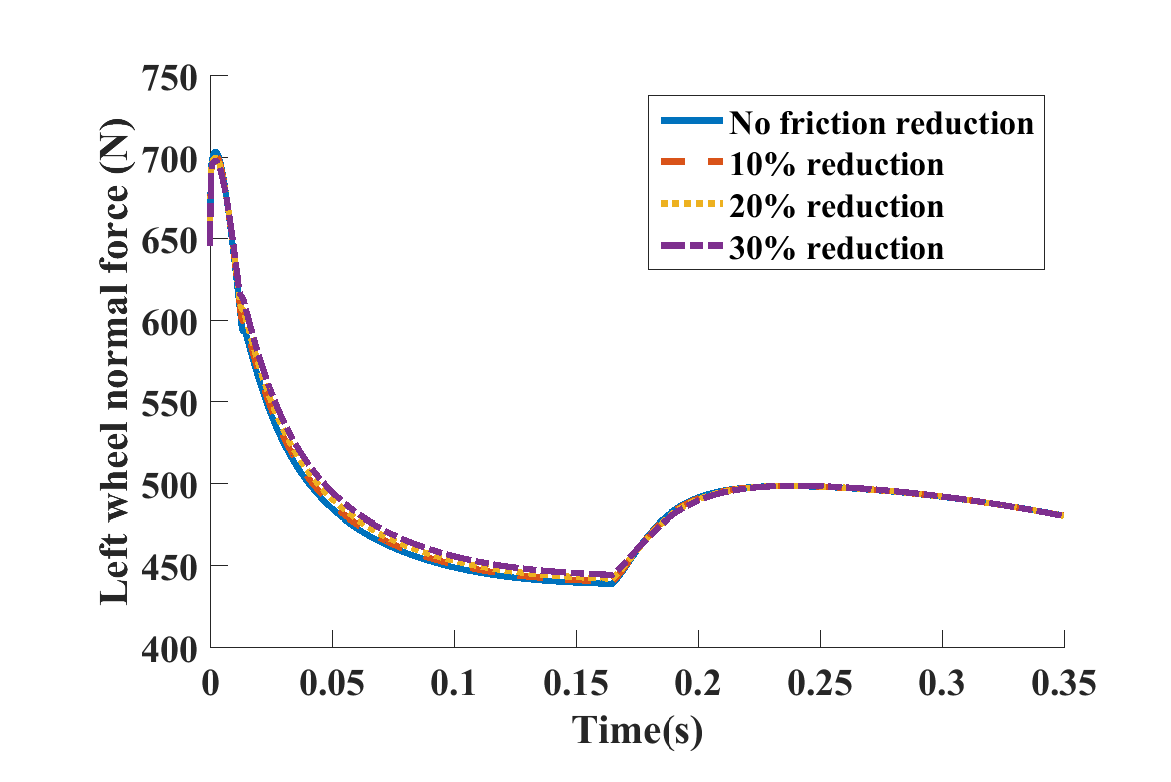 Left wheel normal force (N)
750
700
650
600
550
500
450
400
No friction reduction
10% reduction
20% reduction
30% reduction
0 0.05 0.1 0.15 0.2 0.25 0.3 0.35
Time(s)